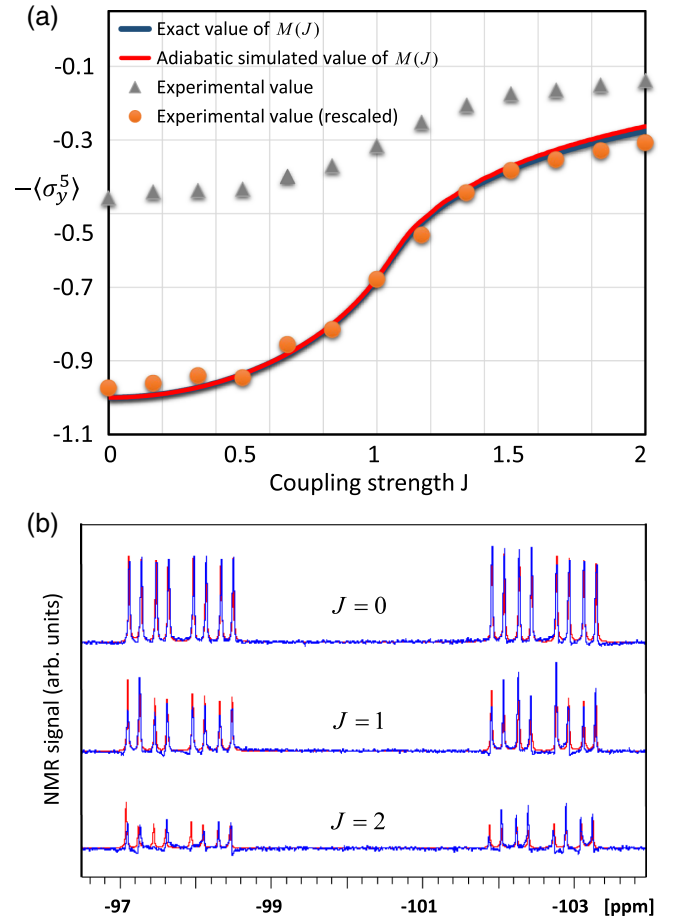 (a)
Exact value of M(J)
Adiabatic simulated value of M(J)
Experimental value
Experimental value (rescaled)
-0.1
-0.3
−⟨σ_y^5⟩
-0.5
-0.7
-0.9
-1.1
0 0.5 1 1.5 2
Coupling strength J
(b)
NMR signal (arb. units)
J = 0
J = 1
J = 2
-97 -99 -101 -103 [ppm]